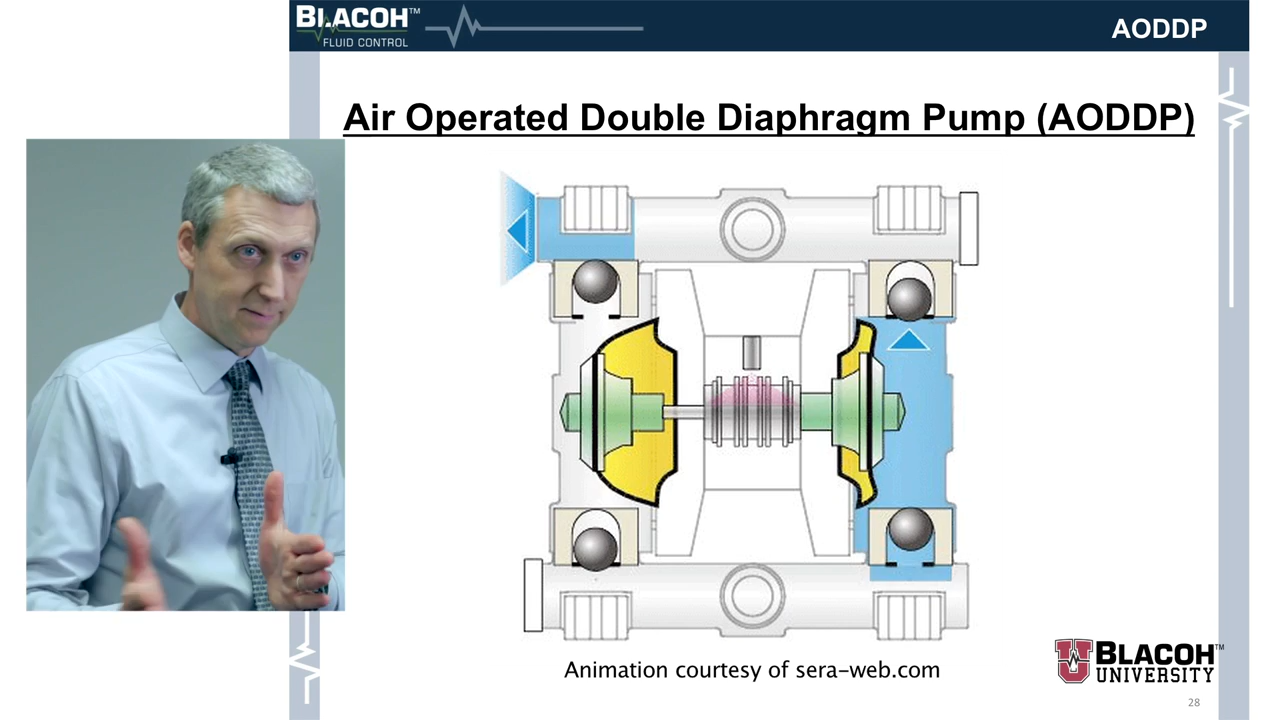 BLACOH™
FLUID CONTROL
AODDP
Air Operated Double Diaphragm Pump (AODDP)
Animation courtesy of sera-web.com
U BLACOH™
UNIVERSITY
28